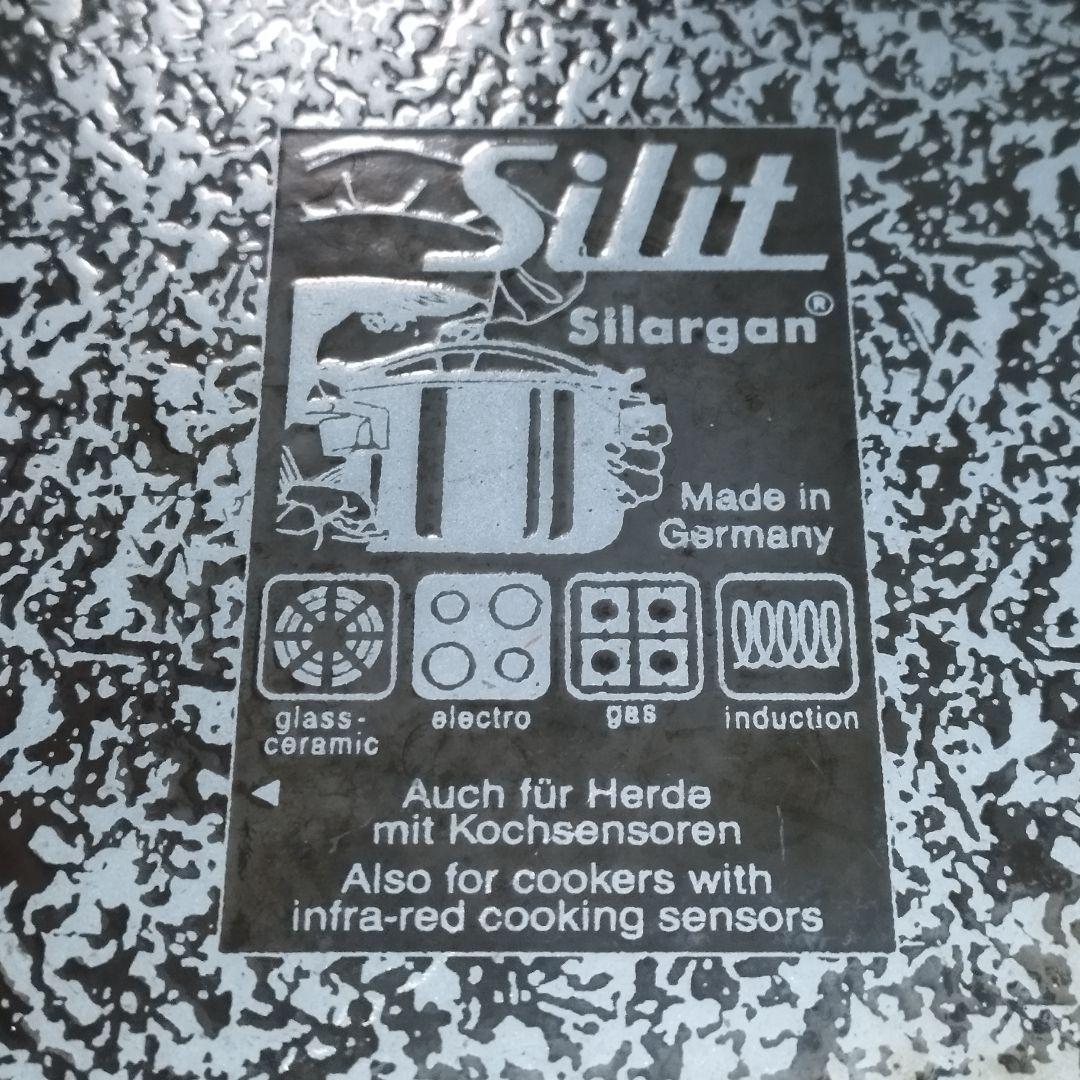 Silit
Silargan®
Made in
Germany
glass-
ceramic
electro
gas
induction
Auch für Herde
mit Kochsensoren
Also for cookers with
infra-red cooking sensors